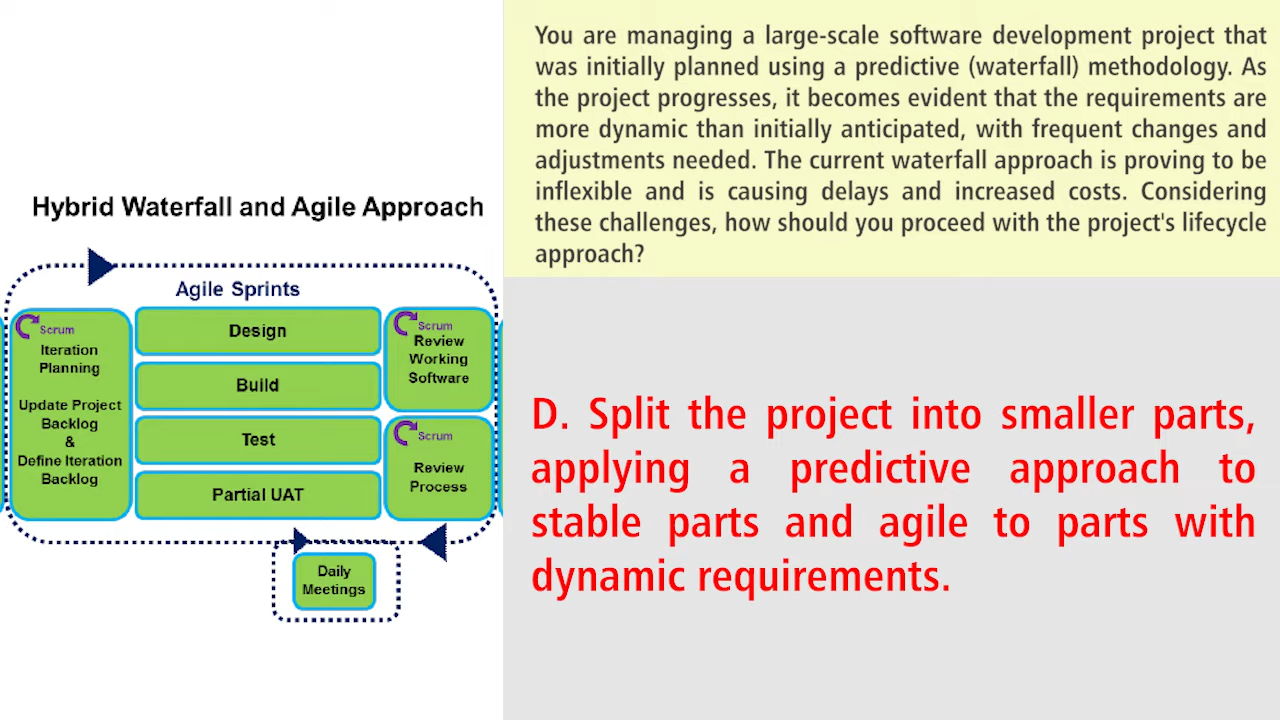 Hybrid Waterfall and Agile Approach
Agile Sprints
Scrum
Iteration
Planning
Update Project
Backlog
&
Define Iteration
Backlog
Design
Build
Test
Partial UAT
Scrum
Review
Working
Software
Scrum
Review
Process
Daily
Meetings
You are managing a large-scale software development project that
was initially planned using a predictive (waterfall) methodology. As
the project progresses, it becomes evident that the requirements are
more dynamic than initially anticipated, with frequent changes and
adjustments needed. The current waterfall approach is proving to be
inflexible and is causing delays and increased costs. Considering
these challenges, how should you proceed with the project's lifecycle
approach?
D. Split the project into smaller parts,
applying a predictive approach to
stable parts and agile to parts with
dynamic requirements.